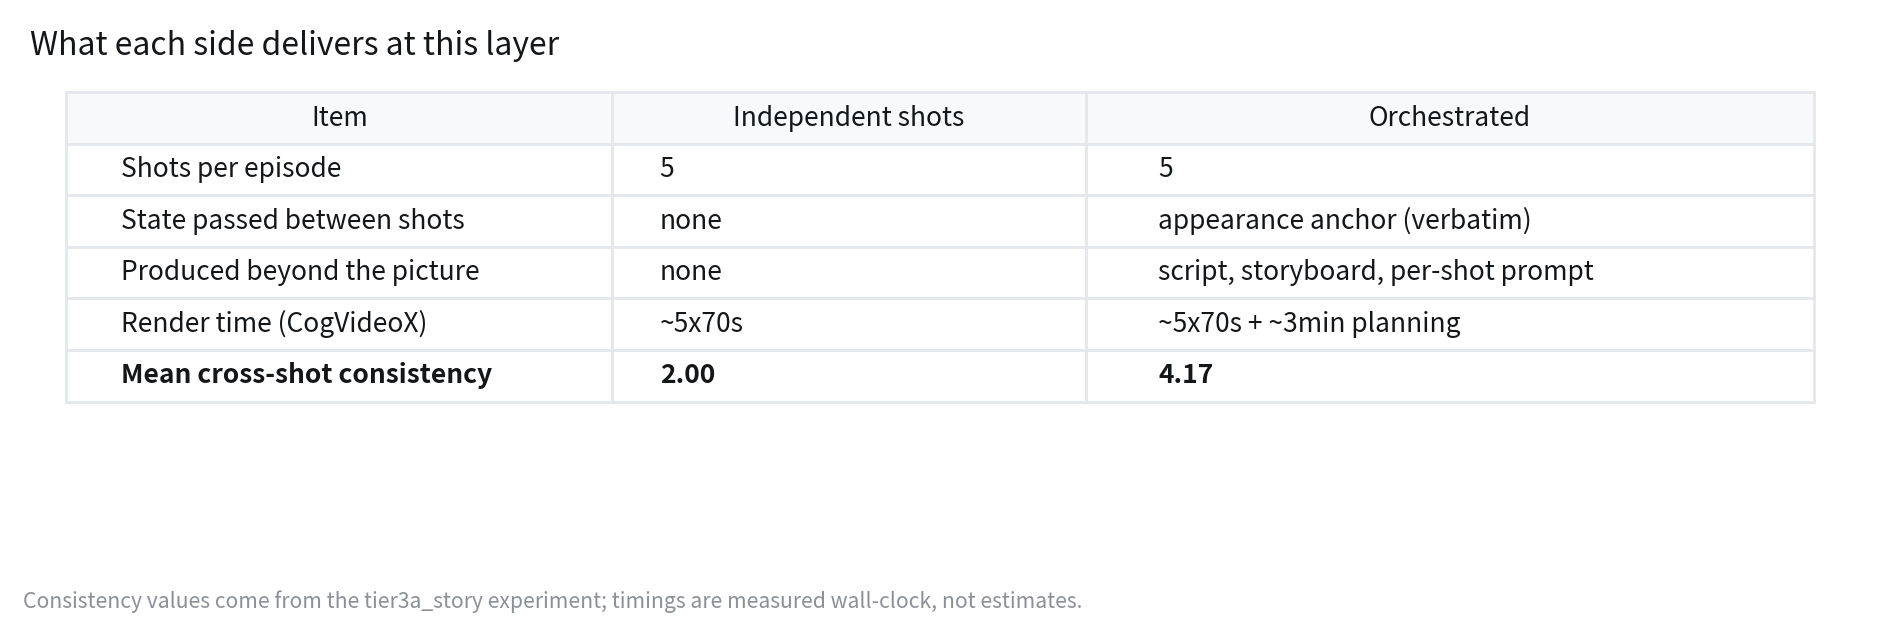 What each side delivers at this layer
Item Independent shots Orchestrated
Shots per episode 5 5
State passed between shots none appearance anchor (verbatim)
Produced beyond the picture none script, storyboard, per-shot prompt
Render time (CogVideoX) ~5x70s ~5x70s + ~3min planning
Mean cross-shot consistency 2.00 4.17
Consistency values come from the tier3a_story experiment; timings are measured wall-clock, not estimates.